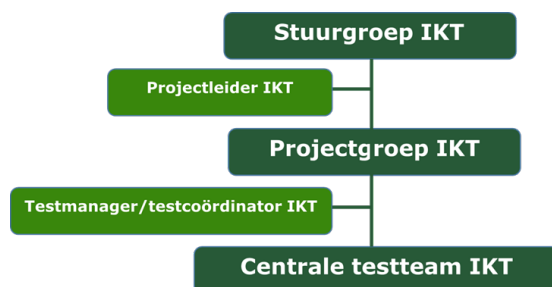 Stuurgroep IKT
Projectleider IKT
Projectgroep IKT
Testmanager/testcoördinator IKT
Centrale testteam IKT